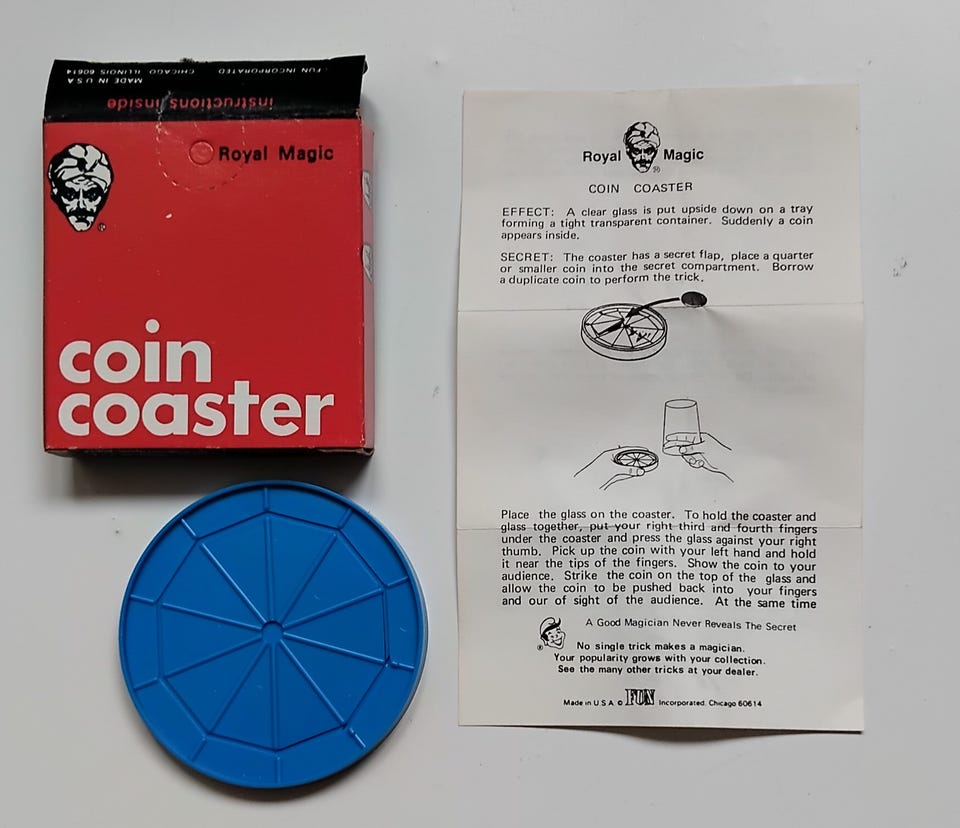 FUN INCORPORATED CHICAGO ILLINOIS 60614 MADE IN U S A
instructions inside
Royal Magic
®
coin
coaster
Royal Magic
®
COIN COASTER
EFFECT: A clear glass is put upside down on a tray
forming a tight transparent container. Suddenly a coin
appears inside.
SECRET: The coaster has a secret flap, place a quarter
or smaller coin into the secret compartment. Borrow
a duplicate coin to perform the trick.
Place the glass on the coaster. To hold the coaster and
glass together, put your right third and fourth fingers
under the coaster and press the glass against your right
thumb. Pick up the coin with your left hand and hold
it near the tips of the fingers. Show the coin to your
audience. Strike the coin on the top of the glass and
allow the coin to be pushed back into your fingers
and our of sight of the audience. At the same time
A Good Magician Never Reveals The Secret
®
No single trick makes a magician.
Your popularity grows with your collection.
See the many other tricks at your dealer.
Made in U S A © FUN Incorporated, Chicago 60614